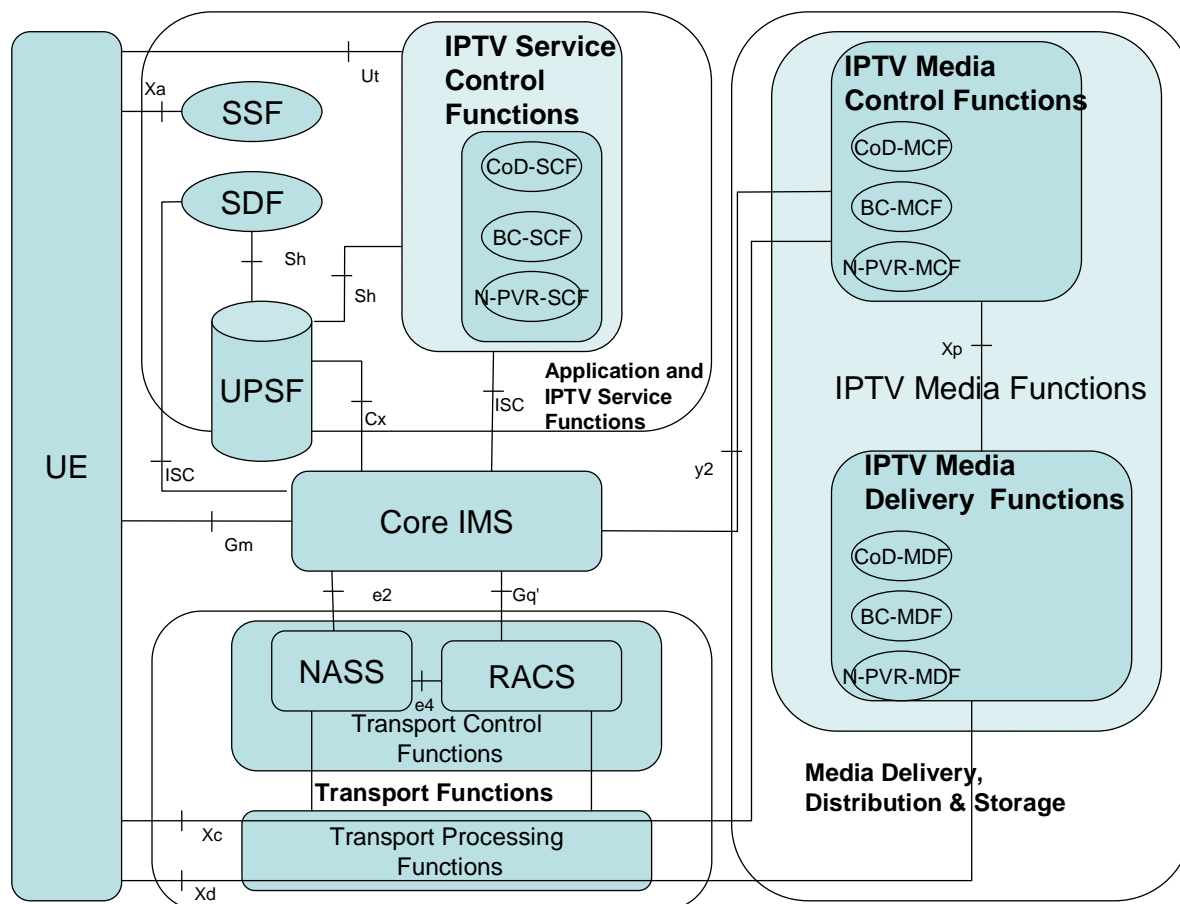 UE
Xa
Ut
SSF
SDF
Sh
Sh
UPSF
Cx
ISC
ISC
Gm
IPTV Service
Control
Functions
CoD-SCF
BC-SCF
N-PVR-SCF
Application and
IPTV Service
Functions
Core IMS
y2
e2
Gq'
NASS
RACS
e4
Transport Control
Functions
Transport Functions
Transport Processing
Functions
Xc
Xd
IPTV Media
Control Functions
CoD-MCF
BC-MCF
N-PVR-MCF
Xp
IPTV Media Functions
IPTV Media
Delivery  Functions
CoD-MDF
BC-MDF
N-PVR-MDF
Media Delivery,
Distribution & Storage